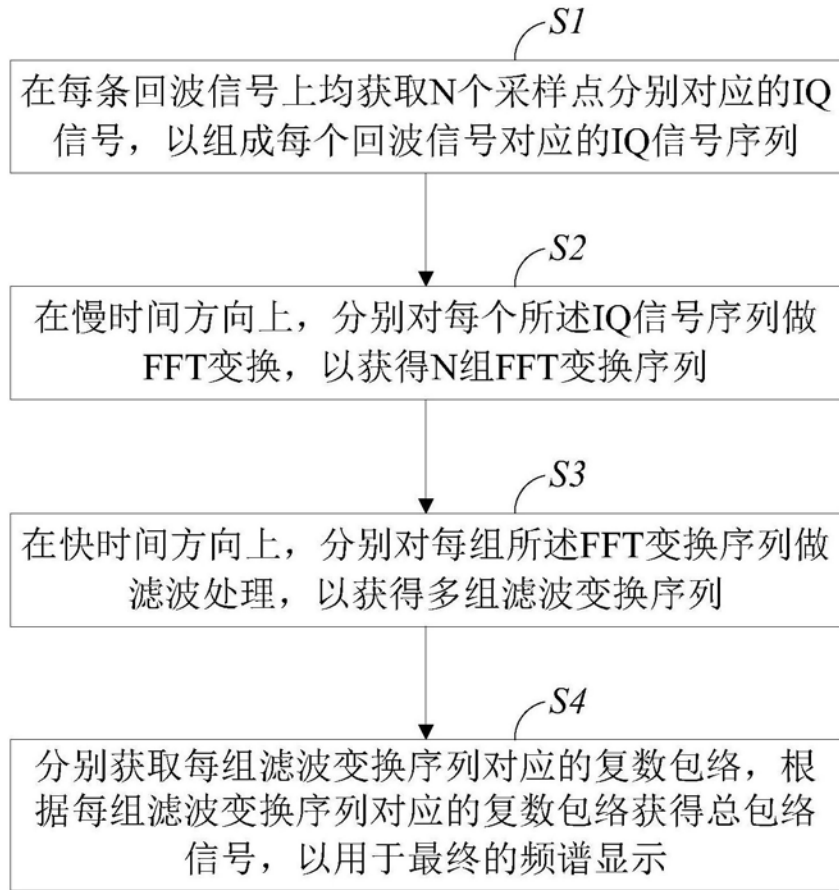 S1
在每条回波信号上均获取N个采样点分别对应的IQ
信号，以组成每个回波信号对应的IQ信号序列
S2
在慢时间方向上，分别对每个所述IQ信号序列做
FFT变换，以获得N组FFT变换序列
S3
在快时间方向上，分别对每组所述FFT变换序列做
滤波处理，以获得多组滤波变换序列
S4
分别获取每组滤波变换序列对应的复数包络，根
据每组滤波变换序列对应的复数包络获得总包络
信号，以用于最终的频谱显示